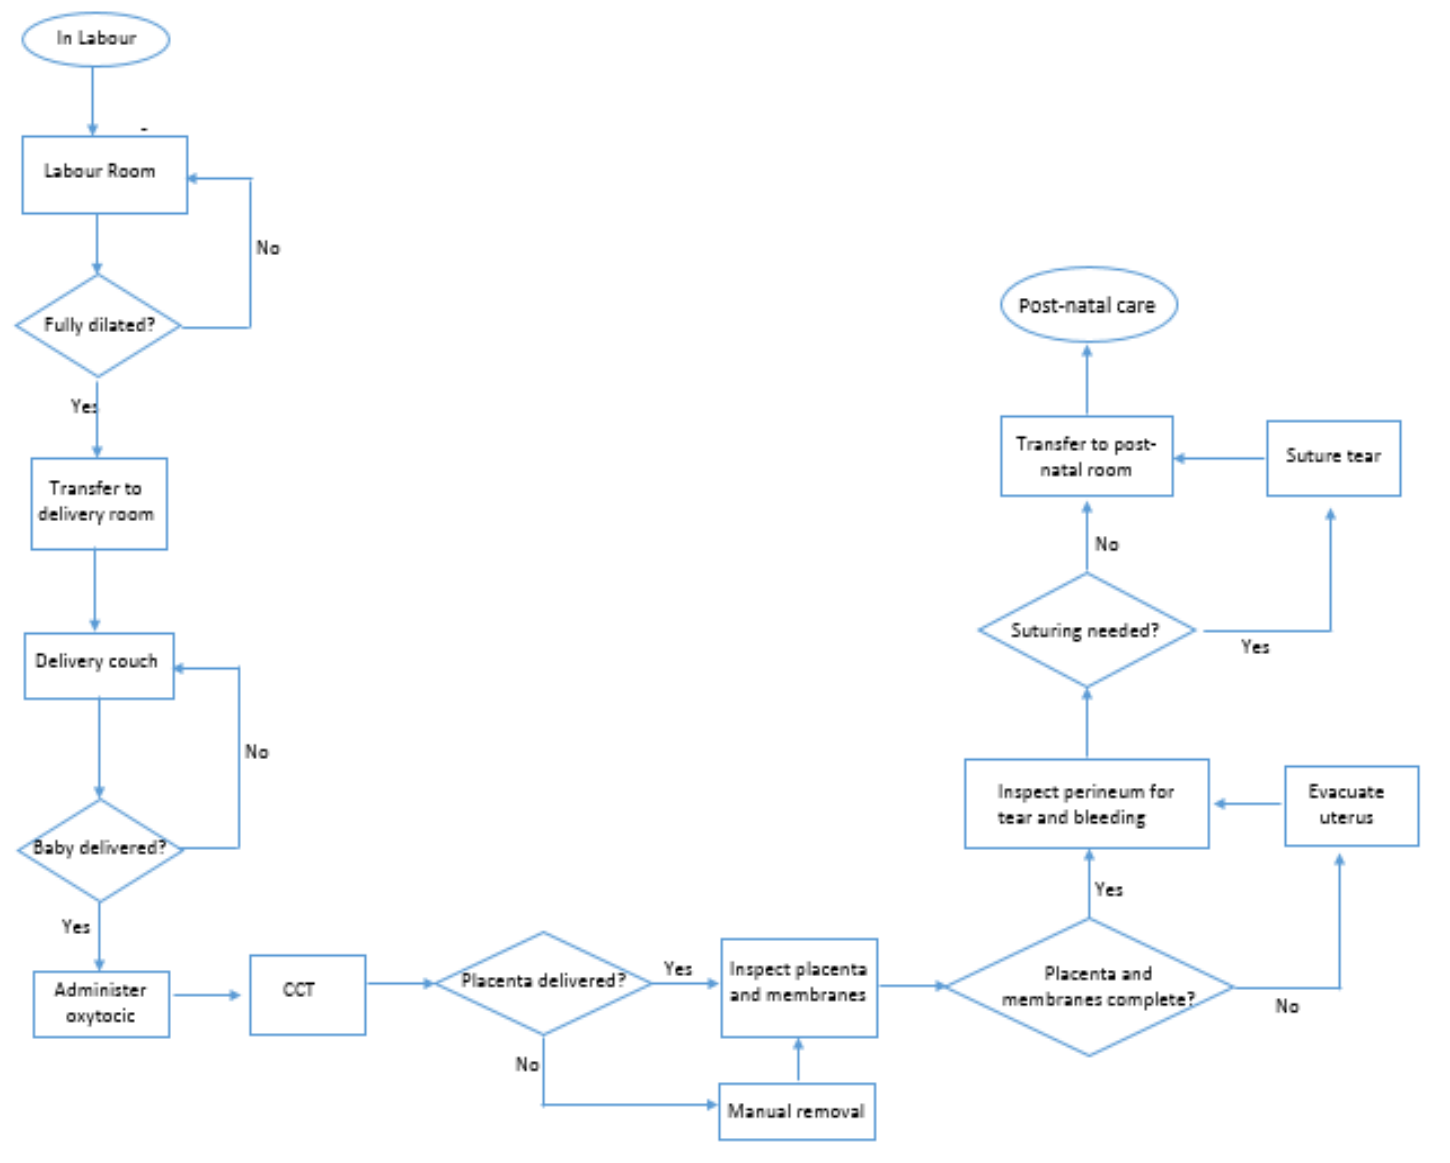 In Labour
-
Labour Room
No
Fully dilated?
Yes
Transfer to
delivery room
Delivery couch
No
Baby delivered?
Yes
Administer
oxytocic
CCT
Placenta delivered?
Yes
No
Manual removal
Inspect placenta
and membranes
Placenta and
membranes complete?
No
Yes
Evacuate
uterus
Inspect perineum for
tear and bleeding
Suturing needed?
Yes
No
Suture tear
Transfer to post-
natal room
Post-natal care